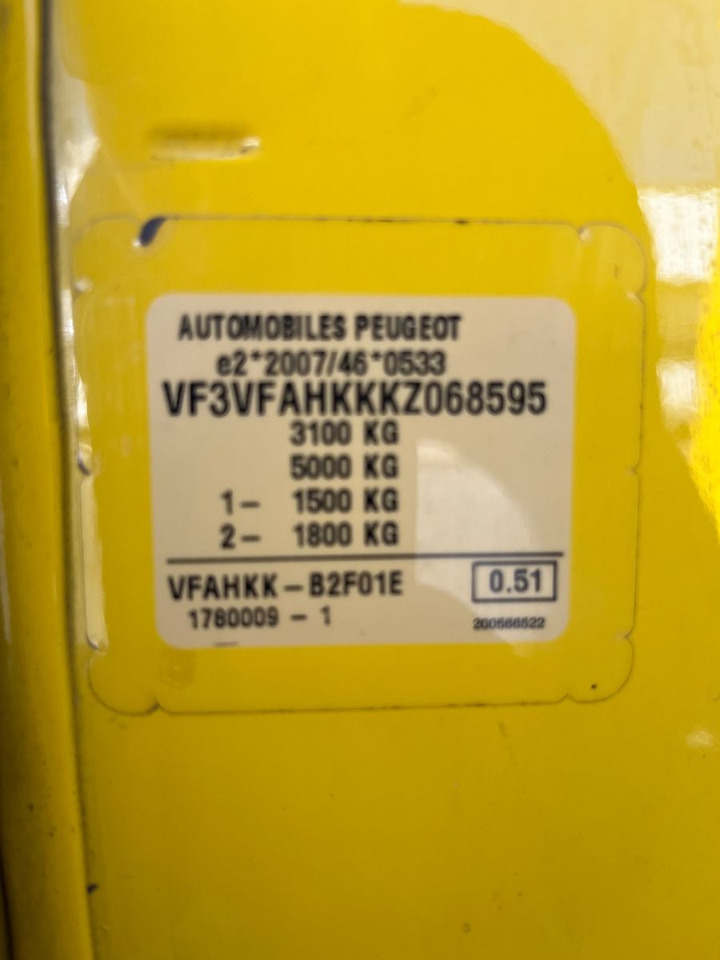 AUTOMOBILES PEUGEOT
e2*2007/46*0533
VF3VFAHKKKZ068595
3100 KG
5000 KG
1- 1500 KG
2- 1800 KG
VFAHKK-B2F01E 0.51
1780009 - 1